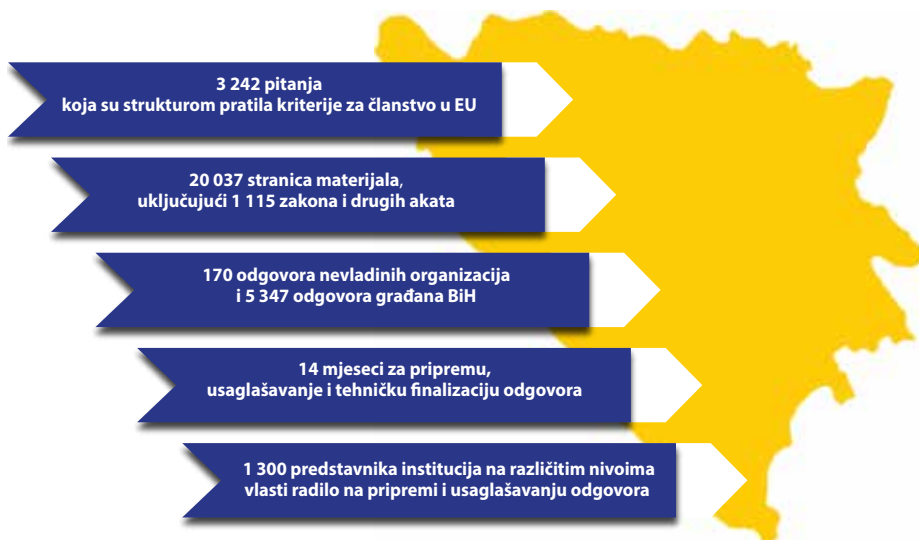 3 242 pitanja
koja su strukturom pratila kriterije za članstvo u EU
20 037 stranica materijala,
uključujući 1 115 zakona i drugih akata
170 odgovora nevladinih organizacija
i 5 347 odgovora građana BiH
14 mjeseci za pripremu,
usaglašavanje i tehničku finalizaciju odgovora
1 300 predstavnika institucija na različitim nivoima
vlasti radilo na pripremi i usaglašavanju odgovora